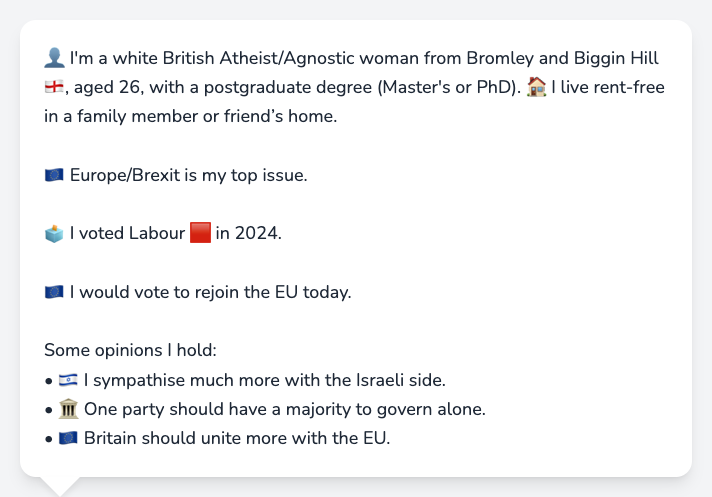 👤 I'm a white British Atheist/Agnostic woman from Bromley and Biggin Hill
🏴󠁧󠁢󠁥󠁮󠁧󠁿, aged 26, with a postgraduate degree (Master's or PhD). 🏠 I live rent-free
in a family member or friend’s home.
🇪🇺 Europe/Brexit is my top issue.
🗳️ I voted Labour 🟥 in 2024.
🇪🇺 I would vote to rejoin the EU today.
Some opinions I hold:
• 🇮🇱 I sympathise much more with the Israeli side.
• 🏛️ One party should have a majority to govern alone.
• 🇪🇺 Britain should unite more with the EU.